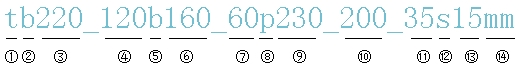 tb220_120b160_60p230_200_35s15mm
① ② ③ ④ ⑤ ⑥ ⑦ ⑧ ⑨ ⑩ ⑪ ⑫ ⑬ ⑭